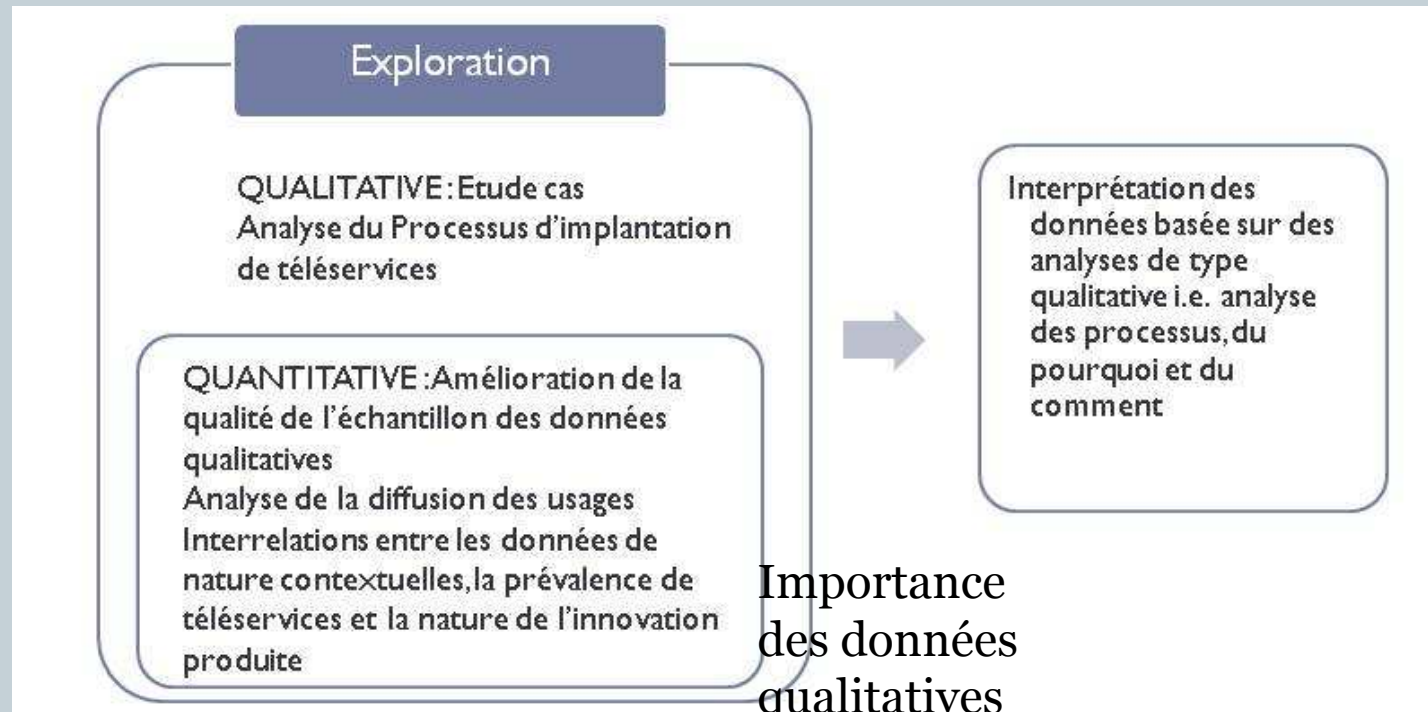 Exploration
QUALITATIVE : Etude cas
Analyse du Processus d'implantation
de téléservices
QUANTITATIVE : Amélioration de la
qualité de l'échantillon des données
qualitatives
Analyse de la diffusion des usages
Interrelations entre les données de
nature contextuelles, la prévalence de
téléservices et la nature de l'innovation
produite
Interprétation des
données basée sur des
analyses de type
qualitative i.e. analyse
des processus, du
pourquoi et du
comment
Importance
des données
qualitatives